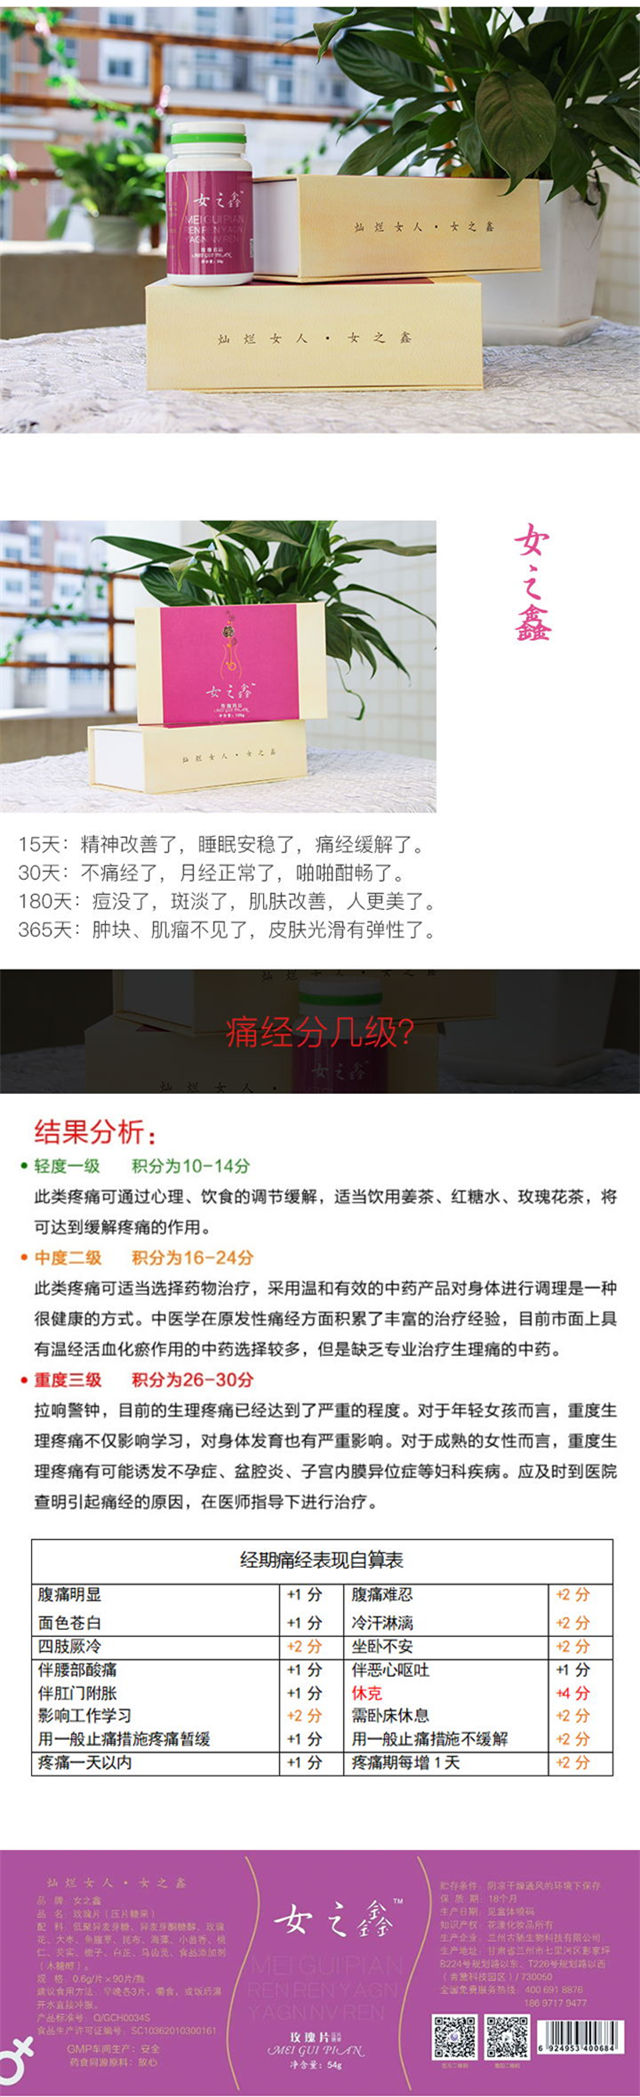 女之鑫
MEI GUI PIAN
REN REN YAGN
YAGN NV REN
玫瑰片
MEI GUI PIAN
灿烂女人·女之鑫
灿烂女人·女之鑫
女之鑫
女之鑫
玫瑰片
MEI GUI PIAN
灿烂女人·女之鑫
15天：精神改善了，睡眠安稳了，痛经缓解了。
30天：不痛经了，月经正常了，啪啪酣畅了。
180天：痘没了，斑淡了，肌肤改善，人更美了。
365天：肿块、肌瘤不见了，皮肤光滑有弹性了。
痛经分几级？
结果分析：
• 轻度一级 积分为10-14分
此类疼痛可通过心理、饮食的调节缓解，适当饮用姜茶、红糖水、玫瑰花茶，将
可达到缓解疼痛的作用。
• 中度二级 积分为16-24分
此类疼痛可适当选择药物治疗，采用温和有效的中药产品对身体进行调理是一种
很健康的方式。中医学在原发性痛经方面积累了丰富的治疗经验，目前市面上具
有温经活血化瘀作用的中药选择较多，但是缺乏专业治疗生理痛的中药。
• 重度三级 积分为26-30分
拉响警钟，目前的生理疼痛已经达到了严重的程度。对于年轻女孩而言，重度生
理疼痛不仅影响学习，对身体发育也有严重影响。对于成熟的女性而言，重度生
理疼痛有可能诱发不孕症、盆腔炎、子宫内膜异位症等妇科疾病。应及时到医院
查明引起痛经的原因，在医师指导下进行治疗。
经期痛经表现自算表
腹痛明显 +1 分 腹痛难忍 +2 分
面色苍白 +1 分 冷汗淋漓 +2 分
四肢厥冷 +2 分 坐卧不安 +2 分
伴腰部酸痛 +1 分 伴恶心呕吐 +1 分
伴肛门附胀 +1 分 休克 +4 分
影响工作学习 +2 分 需卧床休息 +2 分
用一般止痛措施疼痛暂缓 +1 分 用一般止痛措施不缓解 +2 分
疼痛一天以内 +1 分 疼痛期每增 1 天 +2 分
灿烂女人·女之鑫
品 牌：女之鑫
品 名：玫瑰片（压片糖果）
配 料：低聚异麦芽糖、异麦芽酮糖醇、玫瑰
花、大枣、鱼腥草、昆布、海藻、小茴香、桃
仁、芡实、栀子、白芷、马齿苋、食品添加剂
（木糖醇）。
规 格：0.6g/片×90片/瓶
建议食用方法：早晚各3片，嚼食，或饭后温
开水直接冲服。
产品标准号：Q/GCH0034S
食品生产许可证编号：SC10362010300161
GMP车间生产：安全
药食同源原料：放心
女之鑫™
MEI GUI PIAN
REN REN YAGN
YAGN NV REN
玫瑰片
MEI GUI PIAN
净含量：54g
贮存条件：阴凉干燥通风的环境下保存
保 质 期：18个月
生产日期：见盒体喷码
知识产权：花漾化妆品所有
生产企业：兰州古驰生物科技有限公司
生产地址：甘肃省兰州市七里河区彭家坪
B224号规划路以东、T226号规划路以西
（青雅科技园区）/730050
全国免费服务热线：400 691 8876
186 9717 9477
6 924953 400684